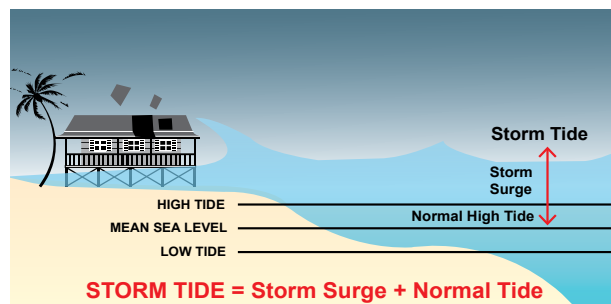 Storm Tide
Storm
Surge
HIGH TIDE
Normal High Tide
MEAN SEA LEVEL
LOW TIDE
STORM TIDE = Storm Surge + Normal Tide